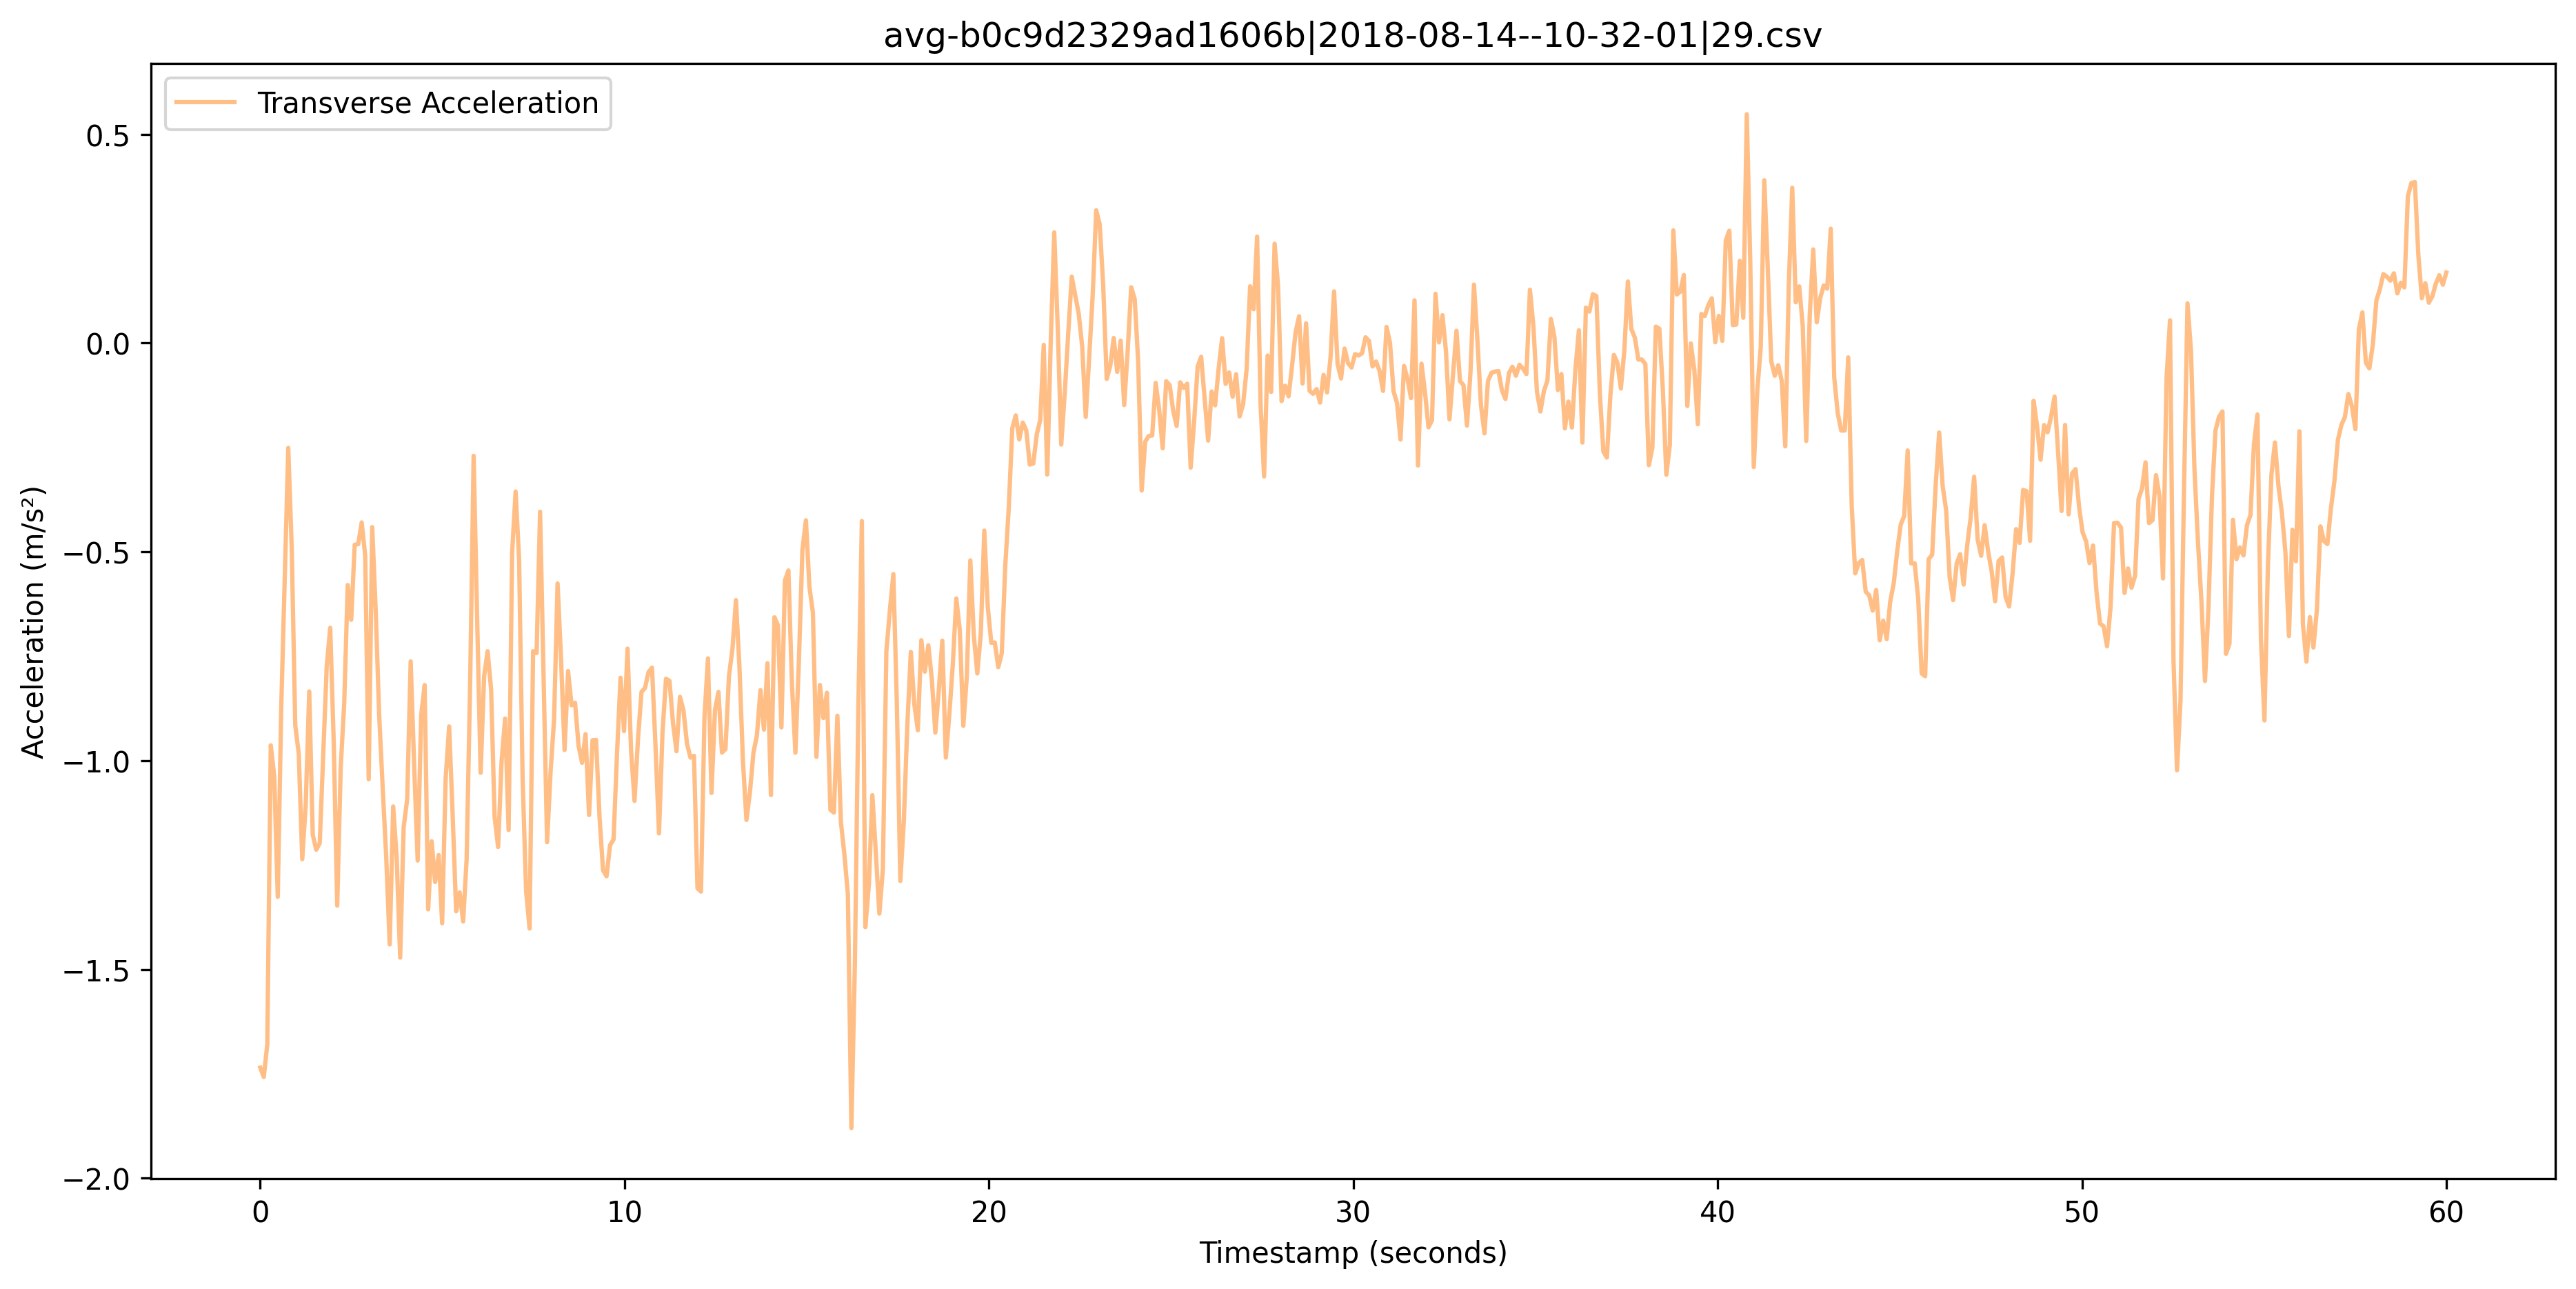 avg-b0c9d2329ad1606b|2018-08-14--10-32-01|29.csv
Transverse Acceleration
0.5
0.0
−0.5
−1.0
−1.5
−2.0
Acceleration (m/s²)
0 10 20 30 40 50 60
Timestamp (seconds)